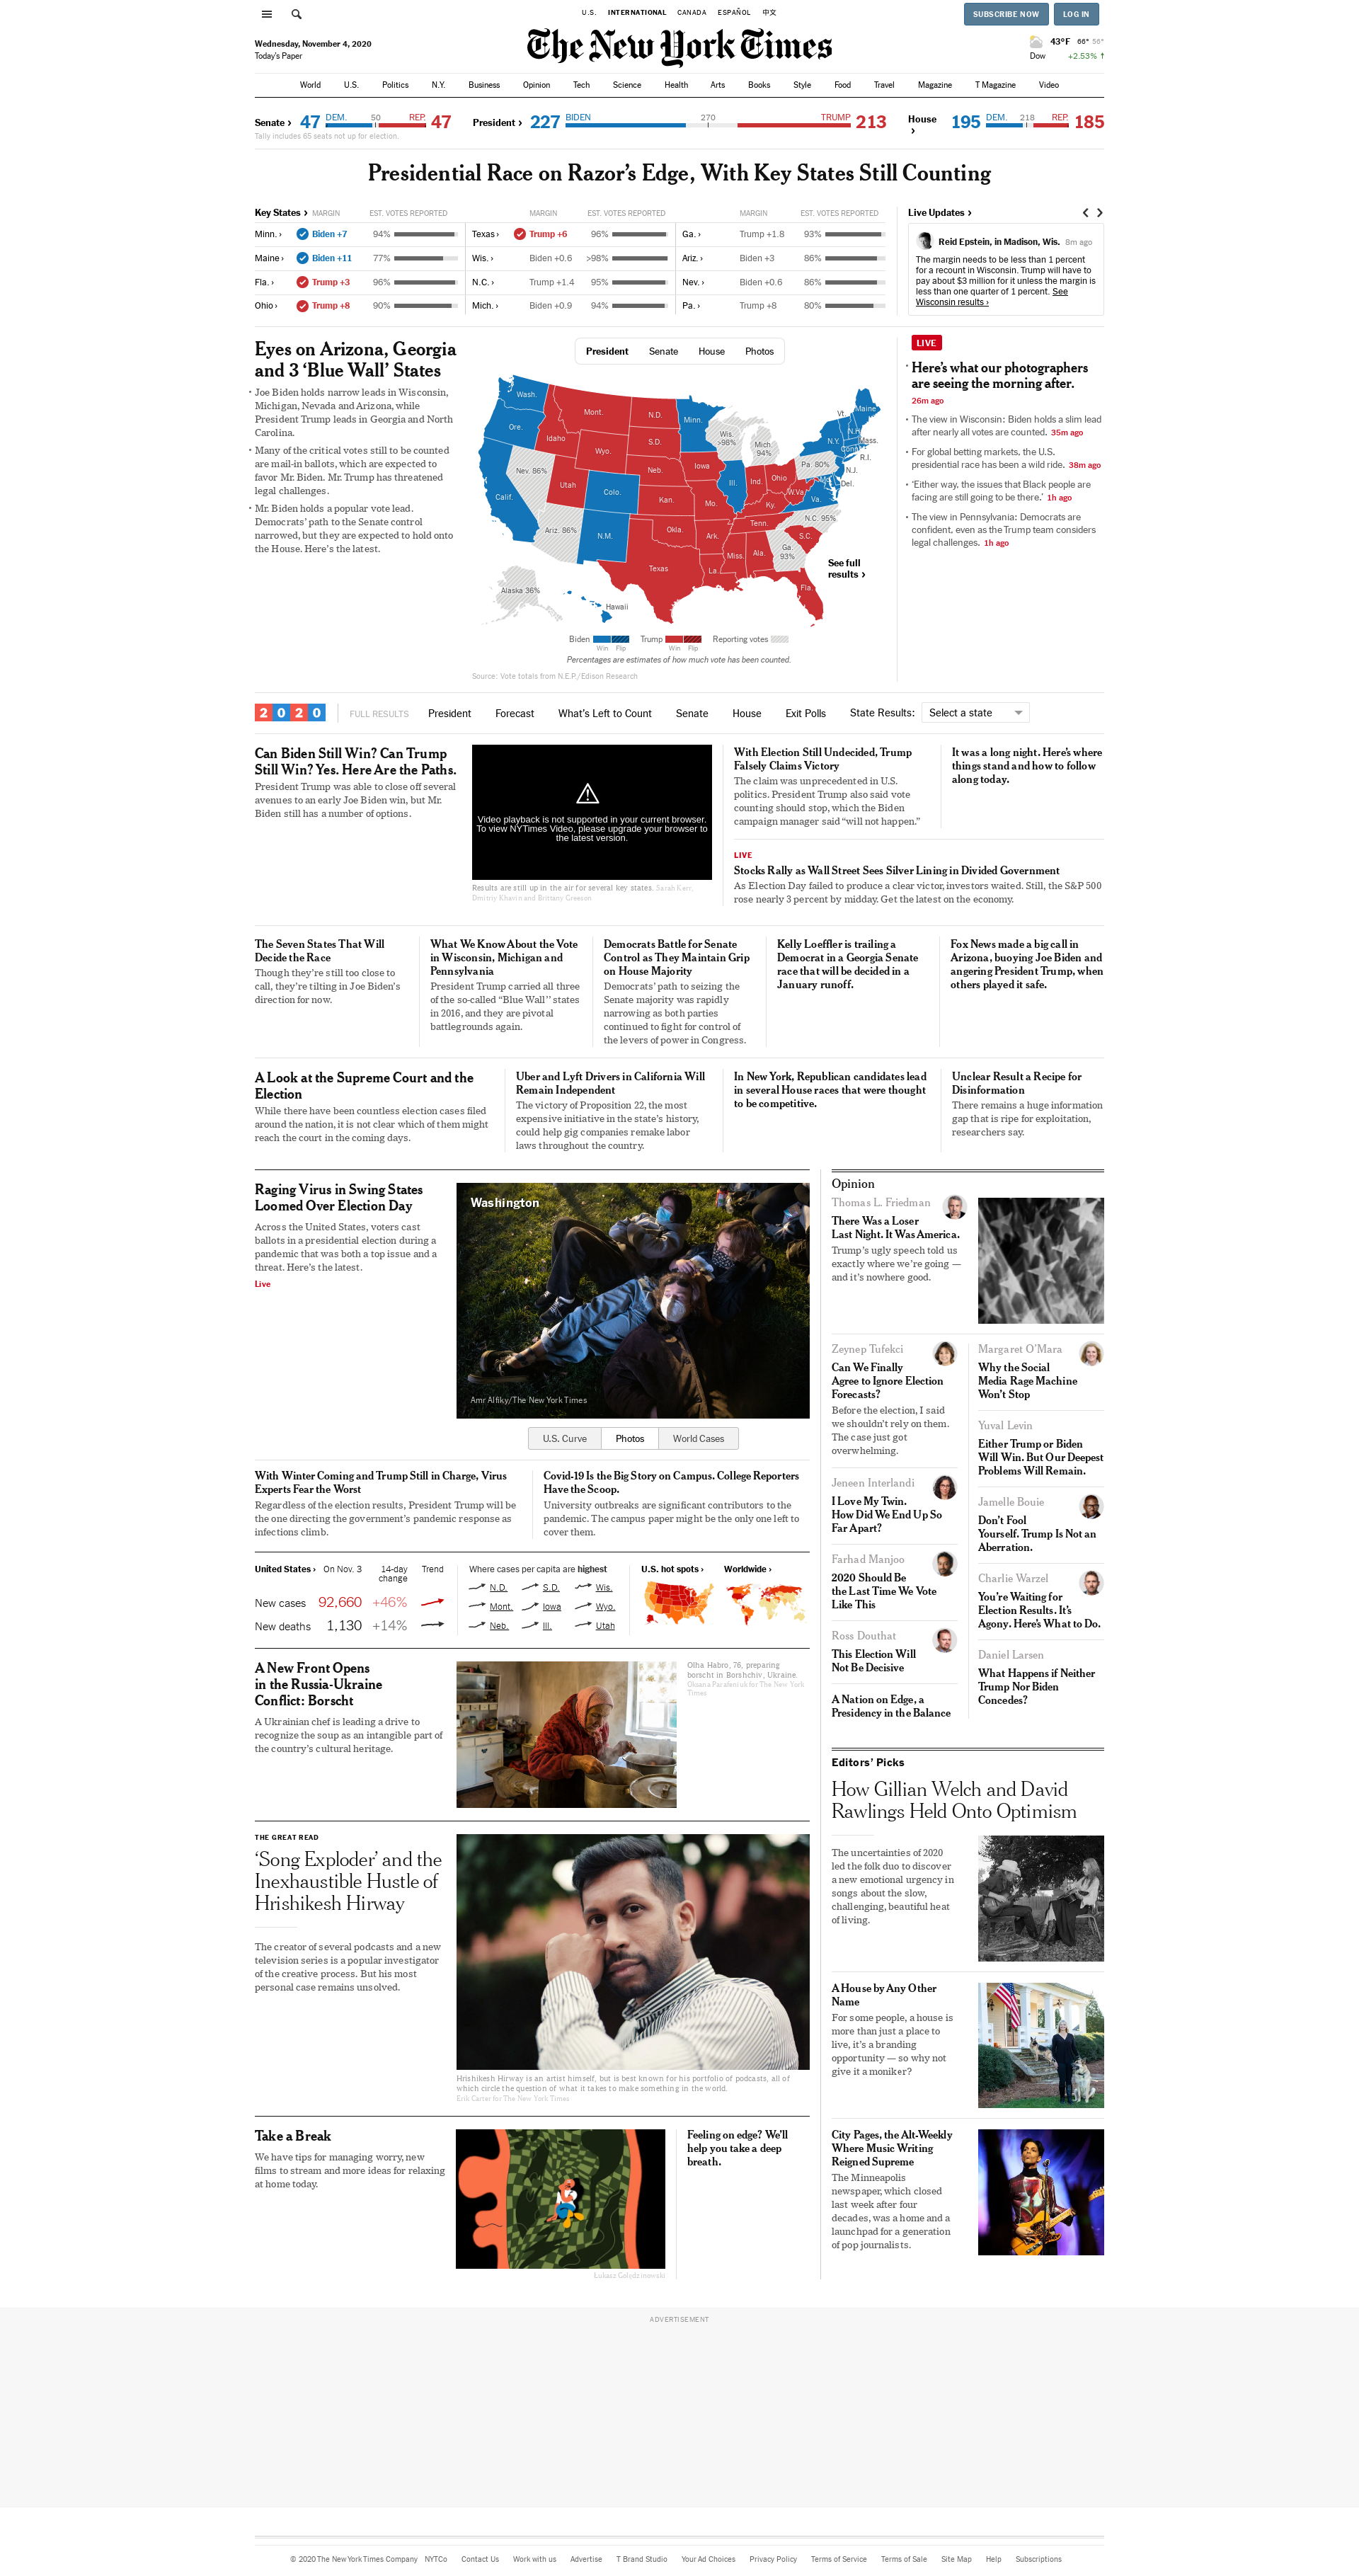 U.S. INTERNATIONAL CANADA ESPAÑOL 中文
SUBSCRIBE NOW LOG IN
Wednesday, November 4, 2020
Today's Paper
The New York Times
43°F 66° 56°
Dow +2.53% ↑
World U.S. Politics N.Y. Business Opinion Tech Science Health Arts Books Style Food Travel Magazine T Magazine Video
Senate › 47 DEM. 50 REP. 47
Tally includes 65 seats not up for election.
President › 227 BIDEN 270 TRUMP 213
House › 195 DEM. 218 REP. 185
Presidential Race on Razor's Edge, With Key States Still Counting
Key States › MARGIN EST. VOTES REPORTED MARGIN EST. VOTES REPORTED MARGIN EST. VOTES REPORTED
Minn. › Biden +7 94% Texas › Trump +6 96% Ga. › Trump +1.8 93%
Maine › Biden +11 77% Wis. › Biden +0.6 >98% Ariz. › Biden +3 86%
Fla. › Trump +3 96% N.C. › Trump +1.4 95% Nev. › Biden +0.6 86%
Ohio › Trump +8 90% Mich. › Biden +0.9 94% Pa. › Trump +8 80%
Live Updates ›
Reid Epstein, in Madison, Wis. 8m ago
The margin needs to be less than 1 percent
for a recount in Wisconsin. Trump will have to
pay about $3 million for it unless the margin is
less than one quarter of 1 percent. See
Wisconsin results ›
Eyes on Arizona, Georgia
and 3 ‘Blue Wall’ States
Joe Biden holds narrow leads in Wisconsin,
Michigan, Nevada and Arizona, while
President Trump leads in Georgia and North
Carolina.
Many of the critical votes still to be counted
are mail-in ballots, which are expected to
favor Mr. Biden. Mr. Trump has threatened
legal challenges.
Mr. Biden holds a popular vote lead.
Democrats’ path to the Senate control
narrowed, but they are expected to hold onto
the House. Here’s the latest.
President Senate House Photos
Wash.
Ore.
Calif.
Nev. 86%
Idaho
Mont.
Wyo.
Utah
Colo.
Ariz. 86%
N.M.
N.D.
S.D.
Neb.
Kan.
Okla.
Texas
Minn.
Iowa
Mo.
Ark.
La.
Wis.
>98%
Ill.
Mich.
94%
Ind.
Ohio
Ky.
Tenn.
Miss.
Ala.
Ga.
93%
Fla.
S.C.
N.C. 95%
Va.
W.Va.
Pa. 80%
N.Y.
Vt.
N.H.
Maine
Mass.
Conn.
R.I.
N.J.
Del.
Alaska 36%
Hawaii
See full
results ›
Biden Win Flip Trump Win Flip Reporting votes
Percentages are estimates of how much vote has been counted.
Source: Vote totals from N.E.P./Edison Research
LIVE
Here’s what our photographers
are seeing the morning after.
26m ago
The view in Wisconsin: Biden holds a slim lead
after nearly all votes are counted. 35m ago
For global betting markets, the U.S.
presidential race has been a wild ride. 38m ago
‘Either way, the issues that Black people are
facing are still going to be there.’ 1h ago
The view in Pennsylvania: Democrats are
confident, even as the Trump team considers
legal challenges. 1h ago
2020 FULL RESULTS President Forecast What’s Left to Count Senate House Exit Polls State Results: Select a state
Can Biden Still Win? Can Trump
Still Win? Yes. Here Are the Paths.
President Trump was able to close off several
avenues to an early Joe Biden win, but Mr.
Biden still has a number of options.
Video playback is not supported in your current browser.
To view NYTimes Video, please upgrade your browser to
the latest version.
Results are still up in the air for several key states. Sarah Kerr,
Dmitriy Khavin and Brittany Greeson
With Election Still Undecided, Trump
Falsely Claims Victory
The claim was unprecedented in U.S.
politics. President Trump also said vote
counting should stop, which the Biden
campaign manager said “will not happen.”
It was a long night. Here’s where
things stand and how to follow
along today.
LIVE
Stocks Rally as Wall Street Sees Silver Lining in Divided Government
As Election Day failed to produce a clear victor, investors waited. Still, the S&P 500
rose nearly 3 percent by midday. Get the latest on the economy.
The Seven States That Will
Decide the Race
Though they’re still too close to
call, they’re tilting in Joe Biden’s
direction for now.
What We Know About the Vote
in Wisconsin, Michigan and
Pennsylvania
President Trump carried all three
of the so-called “Blue Wall” states
in 2016, and they are pivotal
battlegrounds again.
Democrats Battle for Senate
Control as They Maintain Grip
on House Majority
Democrats’ path to seizing the
Senate majority was rapidly
narrowing as both parties
continued to fight for control of
the levers of power in Congress.
Kelly Loeffler is trailing a
Democrat in a Georgia Senate
race that will be decided in a
January runoff.
Fox News made a big call in
Arizona, buoying Joe Biden and
angering President Trump, when
others played it safe.
A Look at the Supreme Court and the
Election
While there have been countless election cases filed
around the nation, it is not clear which of them might
reach the court in the coming days.
Uber and Lyft Drivers in California Will
Remain Independent
The victory of Proposition 22, the most
expensive initiative in the state’s history,
could help gig companies remake labor
laws throughout the country.
In New York, Republican candidates lead
in several House races that were thought
to be competitive.
Unclear Result a Recipe for
Disinformation
There remains a huge information
gap that is ripe for exploitation,
researchers say.
Raging Virus in Swing States
Loomed Over Election Day
Across the United States, voters cast
ballots in a presidential election during a
pandemic that was both a top issue and a
threat. Here’s the latest.
Live
Washington
Amr Alfiky/The New York Times
U.S. Curve Photos World Cases
With Winter Coming and Trump Still in Charge, Virus
Experts Fear the Worst
Regardless of the election results, President Trump will be
the one directing the government’s pandemic response as
infections climb.
Covid-19 Is the Big Story on Campus. College Reporters
Have the Scoop.
University outbreaks are significant contributors to the
pandemic. The campus paper might be the only one left to
cover them.
United States › On Nov. 3 14-day
change Trend
New cases 92,660 +46%
New deaths 1,130 +14%
Where cases per capita are highest
N.D. S.D. Wis.
Mont. Iowa Wyo.
Neb. Ill. Utah
U.S. hot spots › Worldwide ›
A New Front Opens
in the Russia-Ukraine
Conflict: Borscht
A Ukrainian chef is leading a drive to
recognize the soup as an intangible part of
the country’s cultural heritage.
Olha Habro, 76, preparing
borscht in Borshchiv, Ukraine.
Oksana Parafeniuk for The New York
Times
THE GREAT READ
‘Song Exploder’ and the
Inexhaustible Hustle of
Hrishikesh Hirway
The creator of several podcasts and a new
television series is a popular investigator
of the creative process. But his most
personal case remains unsolved.
Hrishikesh Hirway is an artist himself, but is best known for his portfolio of podcasts, all of
which circle the question of what it takes to make something in the world.
Erik Carter for The New York Times
Take a Break
We have tips for managing worry, new
films to stream and more ideas for relaxing
at home today.
Feeling on edge? We’ll
help you take a deep
breath.
Opinion
Thomas L. Friedman
There Was a Loser
Last Night. It Was America.
Trump’s ugly speech told us
exactly where we’re going —
and it’s nowhere good.
Zeynep Tufekci
Can We Finally
Agree to Ignore Election
Forecasts?
Before the election, I said
we shouldn’t rely on them.
The case just got
overwhelming.
Jeneen Interlandi
I Love My Twin.
How Did We End Up So
Far Apart?
Farhad Manjoo
2020 Should Be
the Last Time We Vote
Like This
Ross Douthat
This Election Will
Not Be Decisive
A Nation on Edge, a
Presidency in the Balance
Margaret O’Mara
Why the Social
Media Rage Machine
Won’t Stop
Yuval Levin
Either Trump or Biden
Will Win. But Our Deepest
Problems Will Remain.
Jamelle Bouie
Don’t Fool
Yourself. Trump Is Not an
Aberration.
Charlie Warzel
You’re Waiting for
Election Results. It’s
Agony. Here’s What to Do.
Daniel Larsen
What Happens if Neither
Trump Nor Biden
Concedes?
Editors’ Picks
How Gillian Welch and David
Rawlings Held Onto Optimism
The uncertainties of 2020
led the folk duo to discover
a new emotional urgency in
songs about the slow,
challenging, beautiful heat
of living.
A House by Any Other
Name
For some people, a house is
more than just a place to
live, it’s a branding
opportunity — so why not
give it a moniker?
City Pages, the Alt-Weekly
Where Music Writing
Reigned Supreme
The Minneapolis
newspaper, which closed
last week after four
decades, was a home and a
launchpad for a generation
of pop journalists.
ADVERTISEMENT
© 2020 The New York Times Company NYTCo Contact Us Work with us Advertise T Brand Studio Your Ad Choices Privacy Policy Terms of Service Terms of Sale Site Map Help Subscriptions